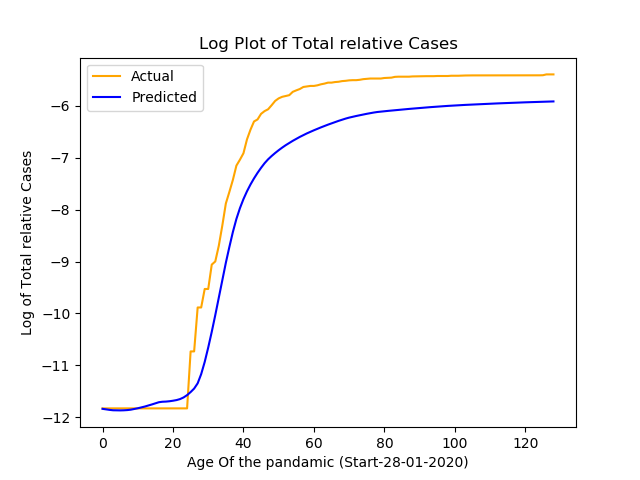 Log Plot of Total relative Cases
Actual
Predicted
Log of Total relative Cases
−6
−7
−8
−9
−10
−11
−12
0 20 40 60 80 100 120
Age Of the pandamic (Start-28-01-2020)